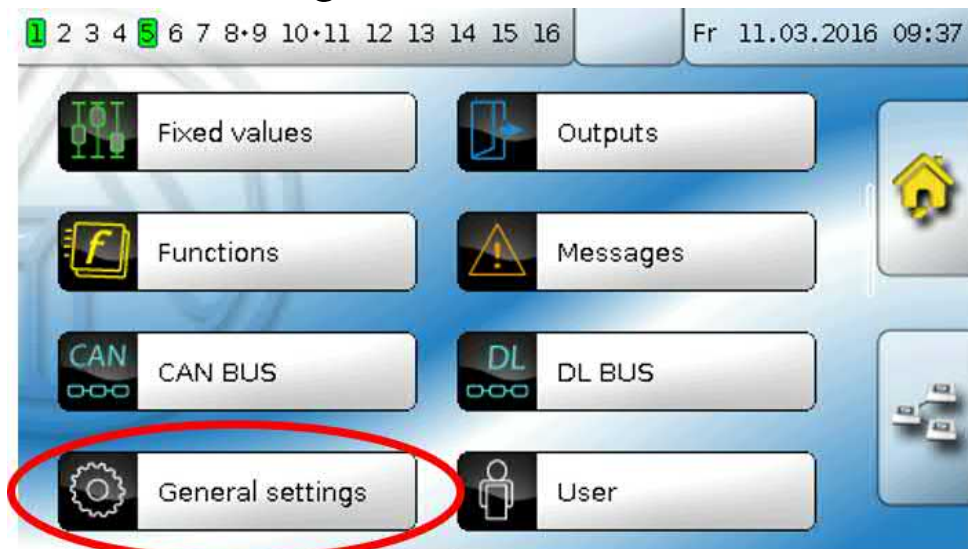 1 2 3 4 5 6 7 8•9 10•11 12 13 14 15 16 Fr 11.03.2016 09:37
Fixed values Outputs
f Functions Messages
CAN CAN BUS DL DL BUS
General settings User